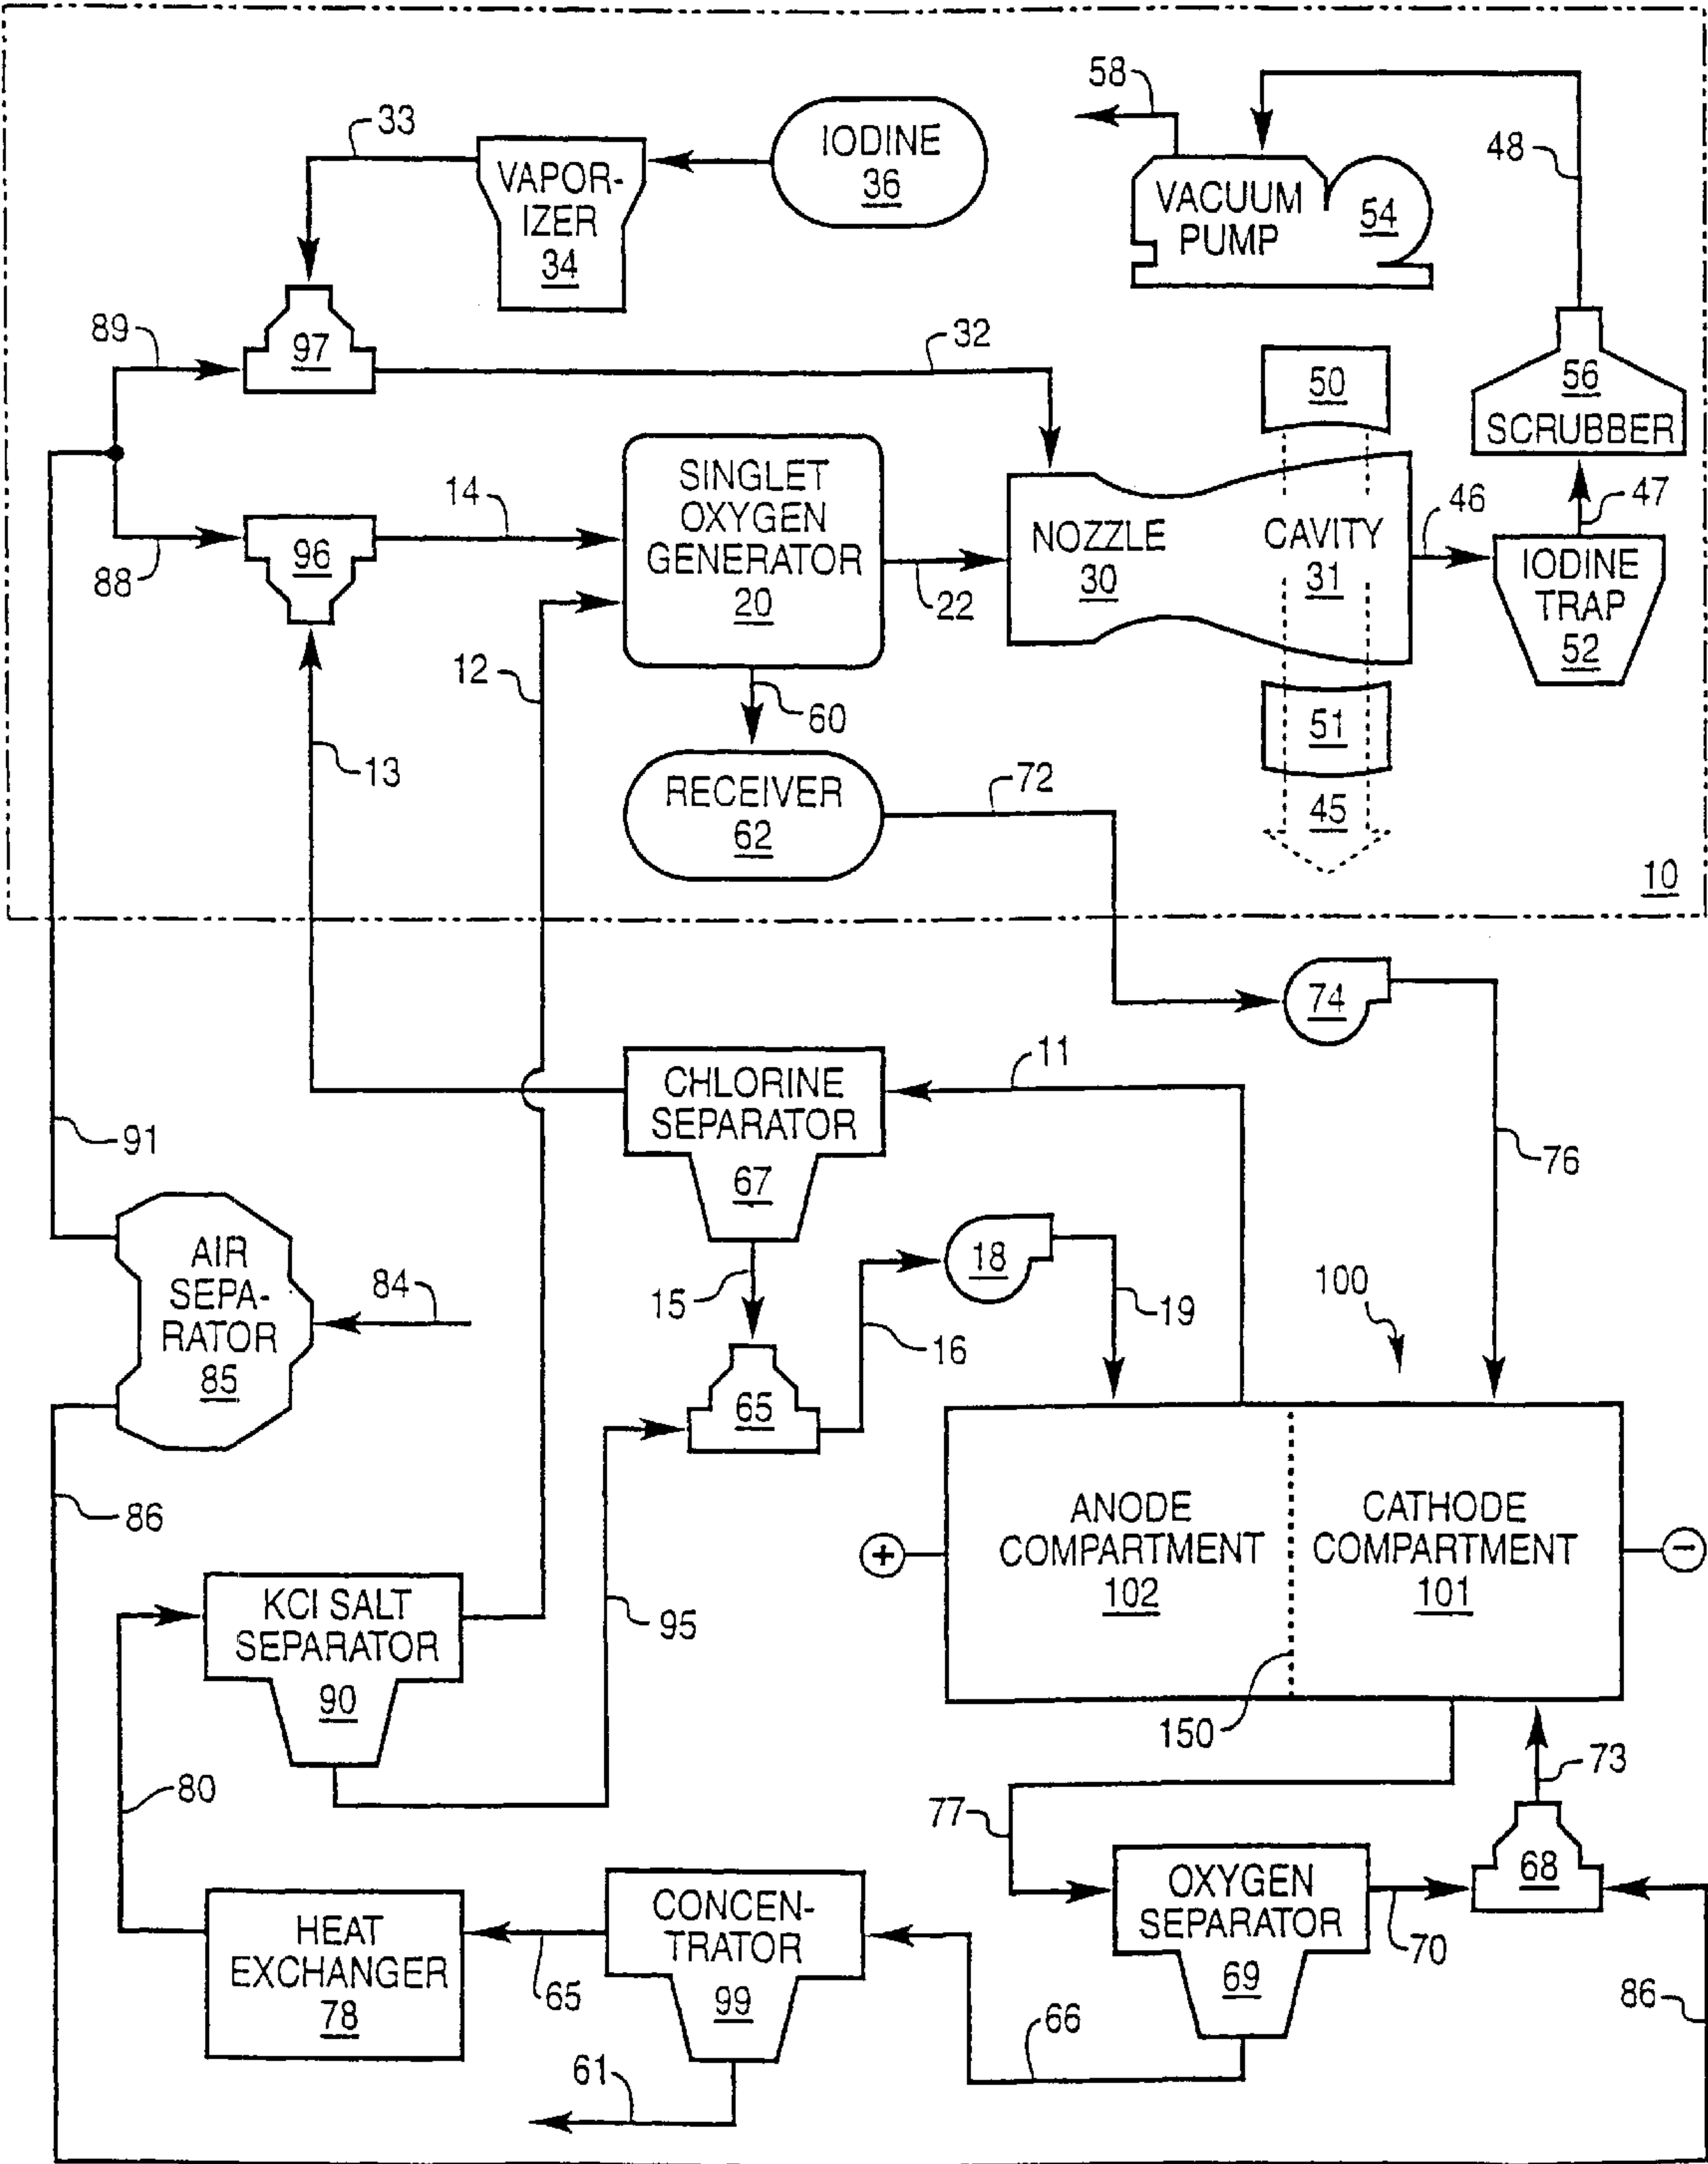 58
33
IODINE
36
48
VAPOR-
IZER
34
VACUUM
PUMP
54
89
97
32
50
56
SCRUBBER
14
SINGLET
OXYGEN
GENERATOR
20
88
96
22
NOZZLE
30
CAVITY
31
46
47
IODINE
TRAP
52
12
60
13
51
RECEIVER
62
72
45
10
74
11
CHLORINE
SEPARATOR
67
91
76
AIR
SEPA-
RATOR
85
84
15
18
19
100
16
65
86
ANODE
COMPARTMENT
102
CATHODE
COMPARTMENT
101
+
−
KCl SALT
SEPARATOR
90
95
150
73
80
77
68
OXYGEN
SEPARATOR
69
70
CONCEN-
TRATOR
99
HEAT
EXCHANGER
78
65
66
86
61